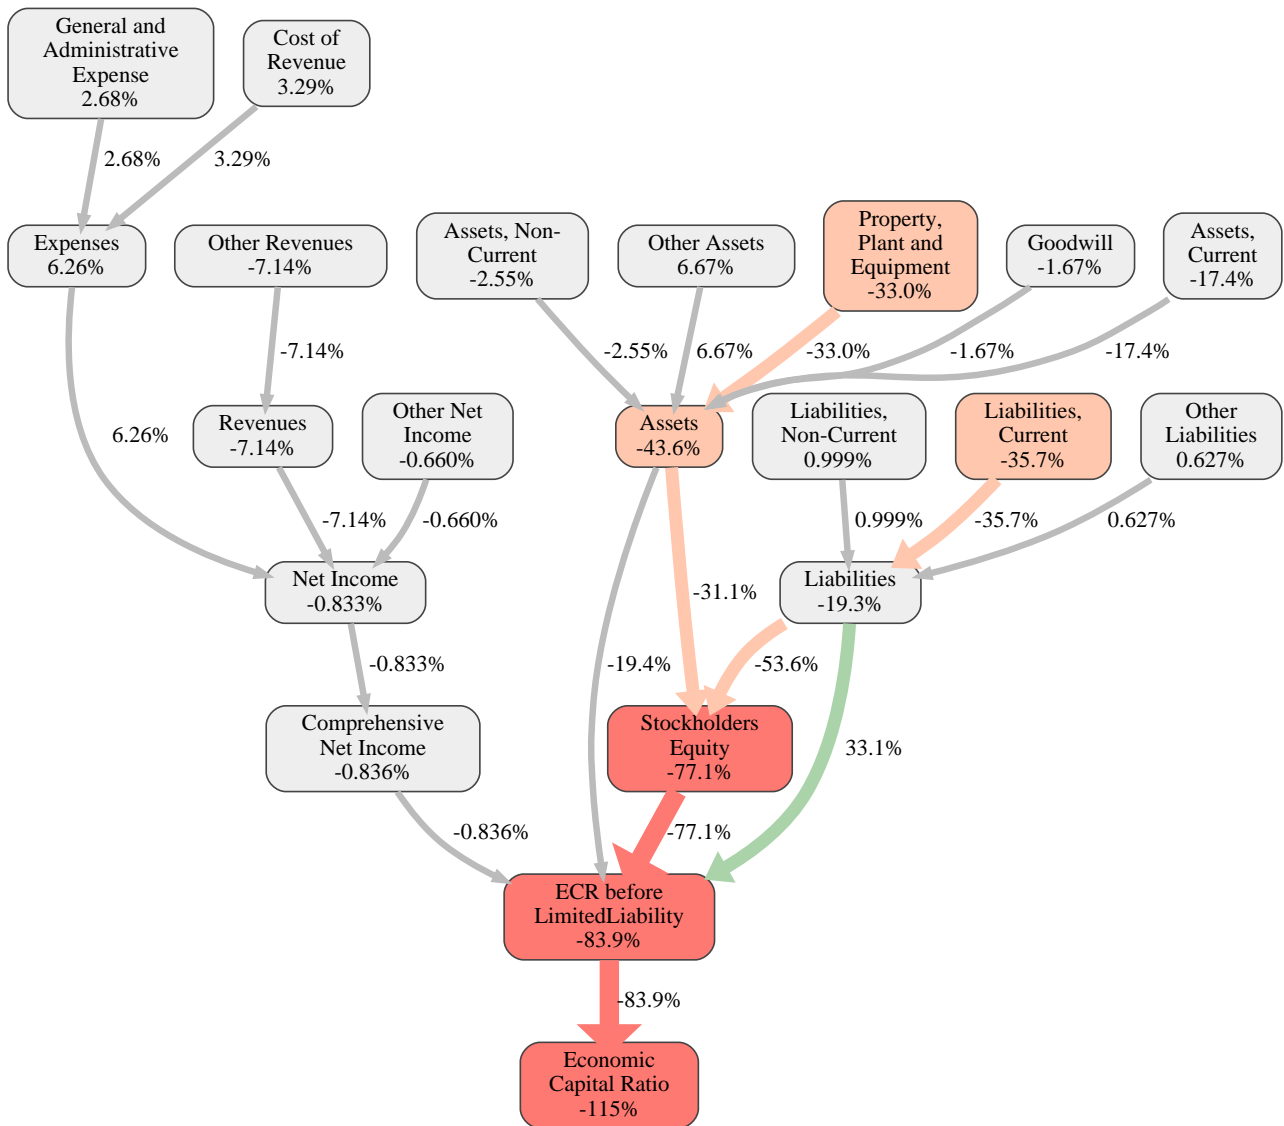 General and
Administrative
Expense
2.68%
Cost of
Revenue
3.29%
2.68%
3.29%
Expenses
6.26%
Other Revenues
-7.14%
Assets, Non-
Current
-2.55%
Other Assets
6.67%
Property,
Plant and
Equipment
-33.0%
Goodwill
-1.67%
Assets,
Current
-17.4%
-7.14%
-2.55%
6.67%
-33.0%
-1.67%
-17.4%
6.26%
Revenues
-7.14%
Other Net
Income
-0.660%
Assets
-43.6%
Liabilities,
Non-Current
0.999%
Liabilities,
Current
-35.7%
Other
Liabilities
0.627%
-7.14%
-0.660%
0.999%
-35.7%
0.627%
Net Income
-0.833%
-31.1%
Liabilities
-19.3%
-0.833%
-19.4%
-53.6%
Comprehensive
Net Income
-0.836%
Stockholders
Equity
-77.1%
33.1%
-0.836%
-77.1%
ECR before
LimitedLiability
-83.9%
-83.9%
Economic
Capital Ratio
-115%